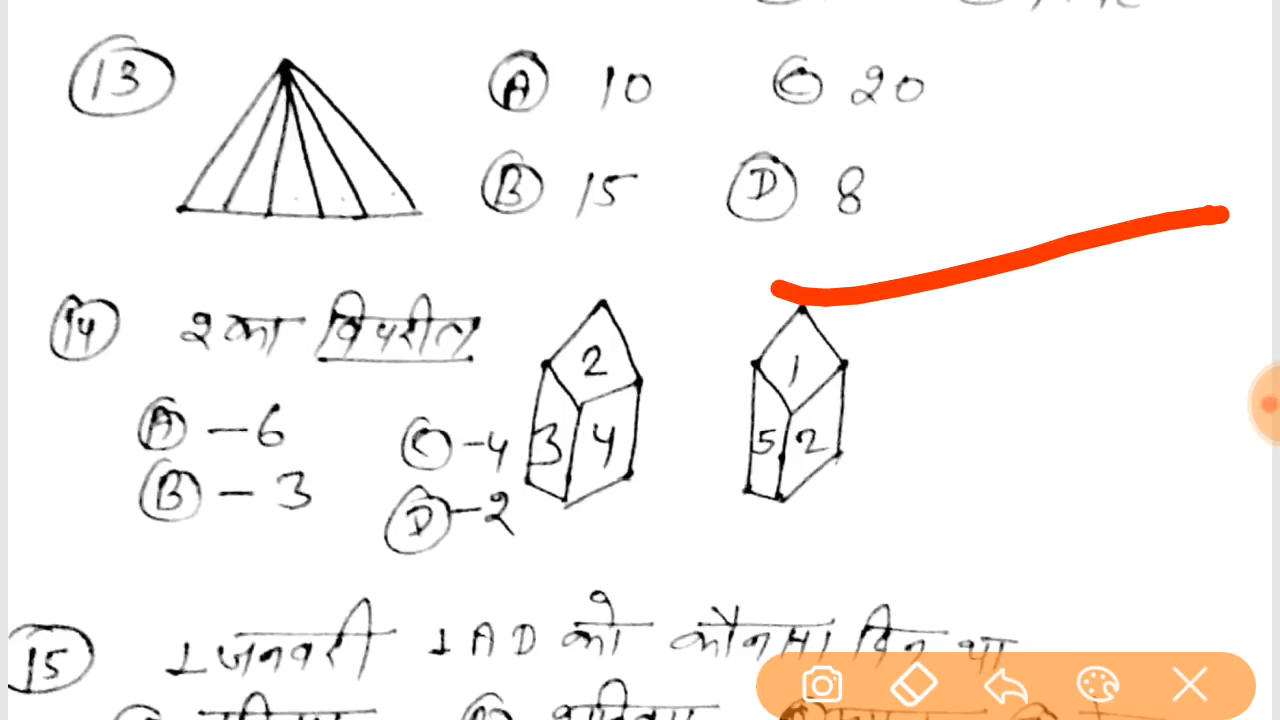 13 A 10 C 20
B 15 D 8
14 2 का विपरीत 2 1
A - 6 C - 4 3 4 5 2
B - 3 D - 2
15 1 जनवरी 1 AD को कौनसा दिन था